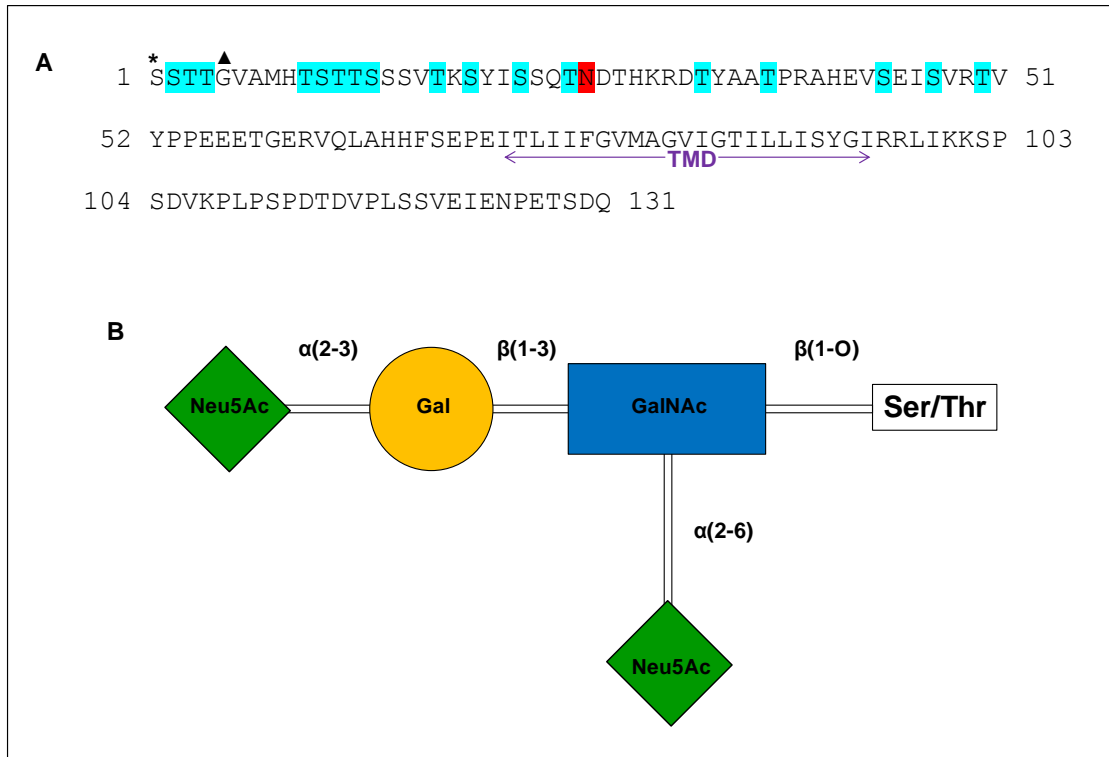 * ▲
A 1 SSTTGVAMHTSTTSSSVTKSYISSQTNDTHKRDTYAATPRAHEVSEISVRTV 51
52 YPPEEETGERVQLAHHFSEPEITLIIFGVMAGVIGTILLISYGIRRLIKKSP 103
TMD
104 SDVKPLPSPDTDVPLSSVEIENPETSDQ 131
B
α(2-3) β(1-3) β(1-O)
Neu5Ac Gal GalNAc Ser/Thr
α(2-6)
Neu5Ac